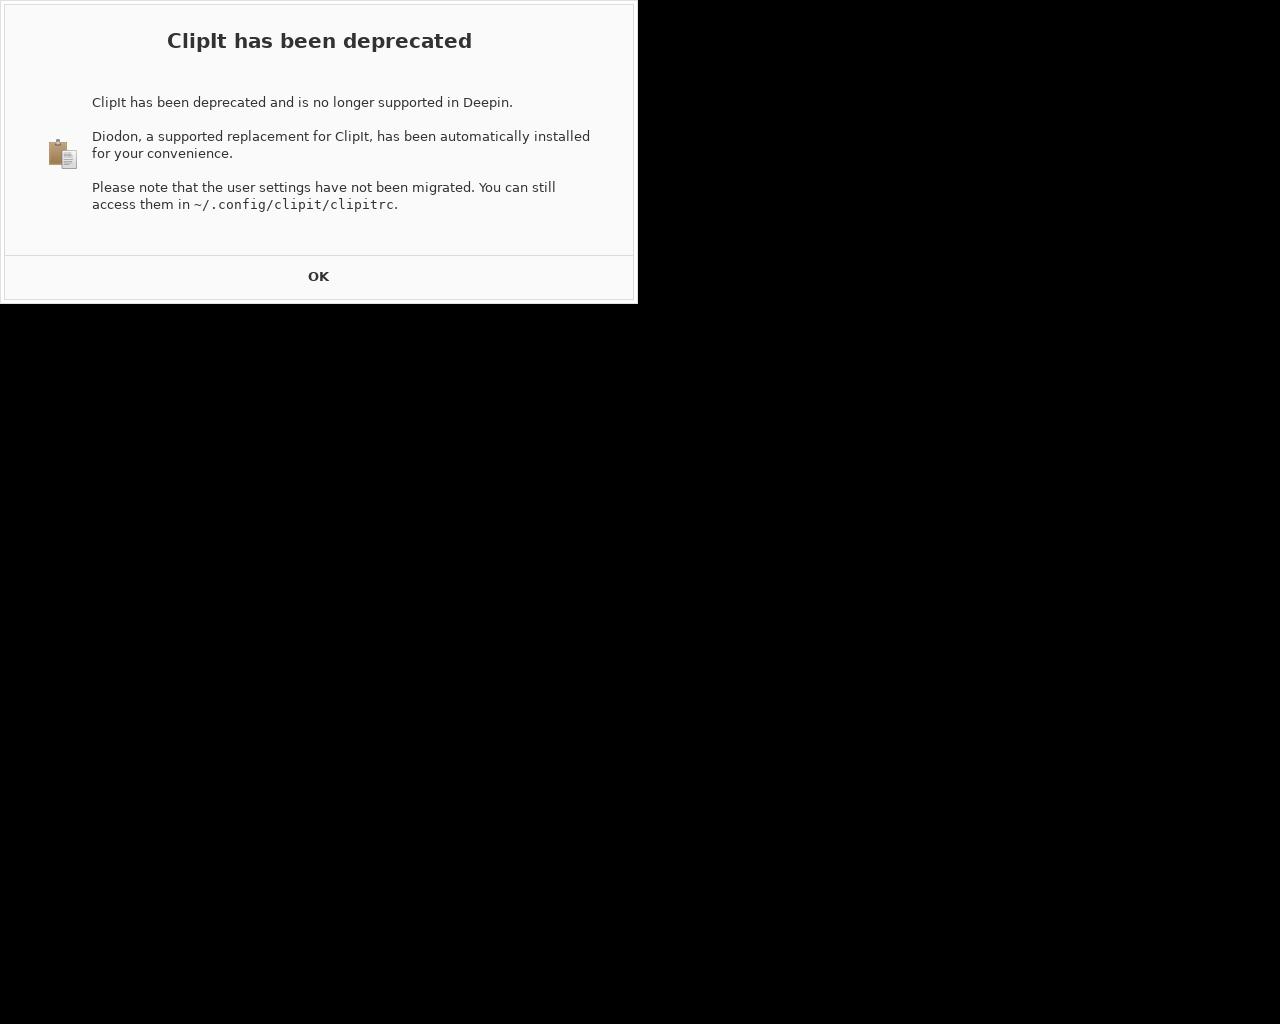 ClipIt has been deprecated
ClipIt has been deprecated and is no longer supported in Deepin.
Diodon, a supported replacement for ClipIt, has been automatically installed
for your convenience.
Please note that the user settings have not been migrated. You can still
access them in ~/.config/clipit/clipitrc.
OK